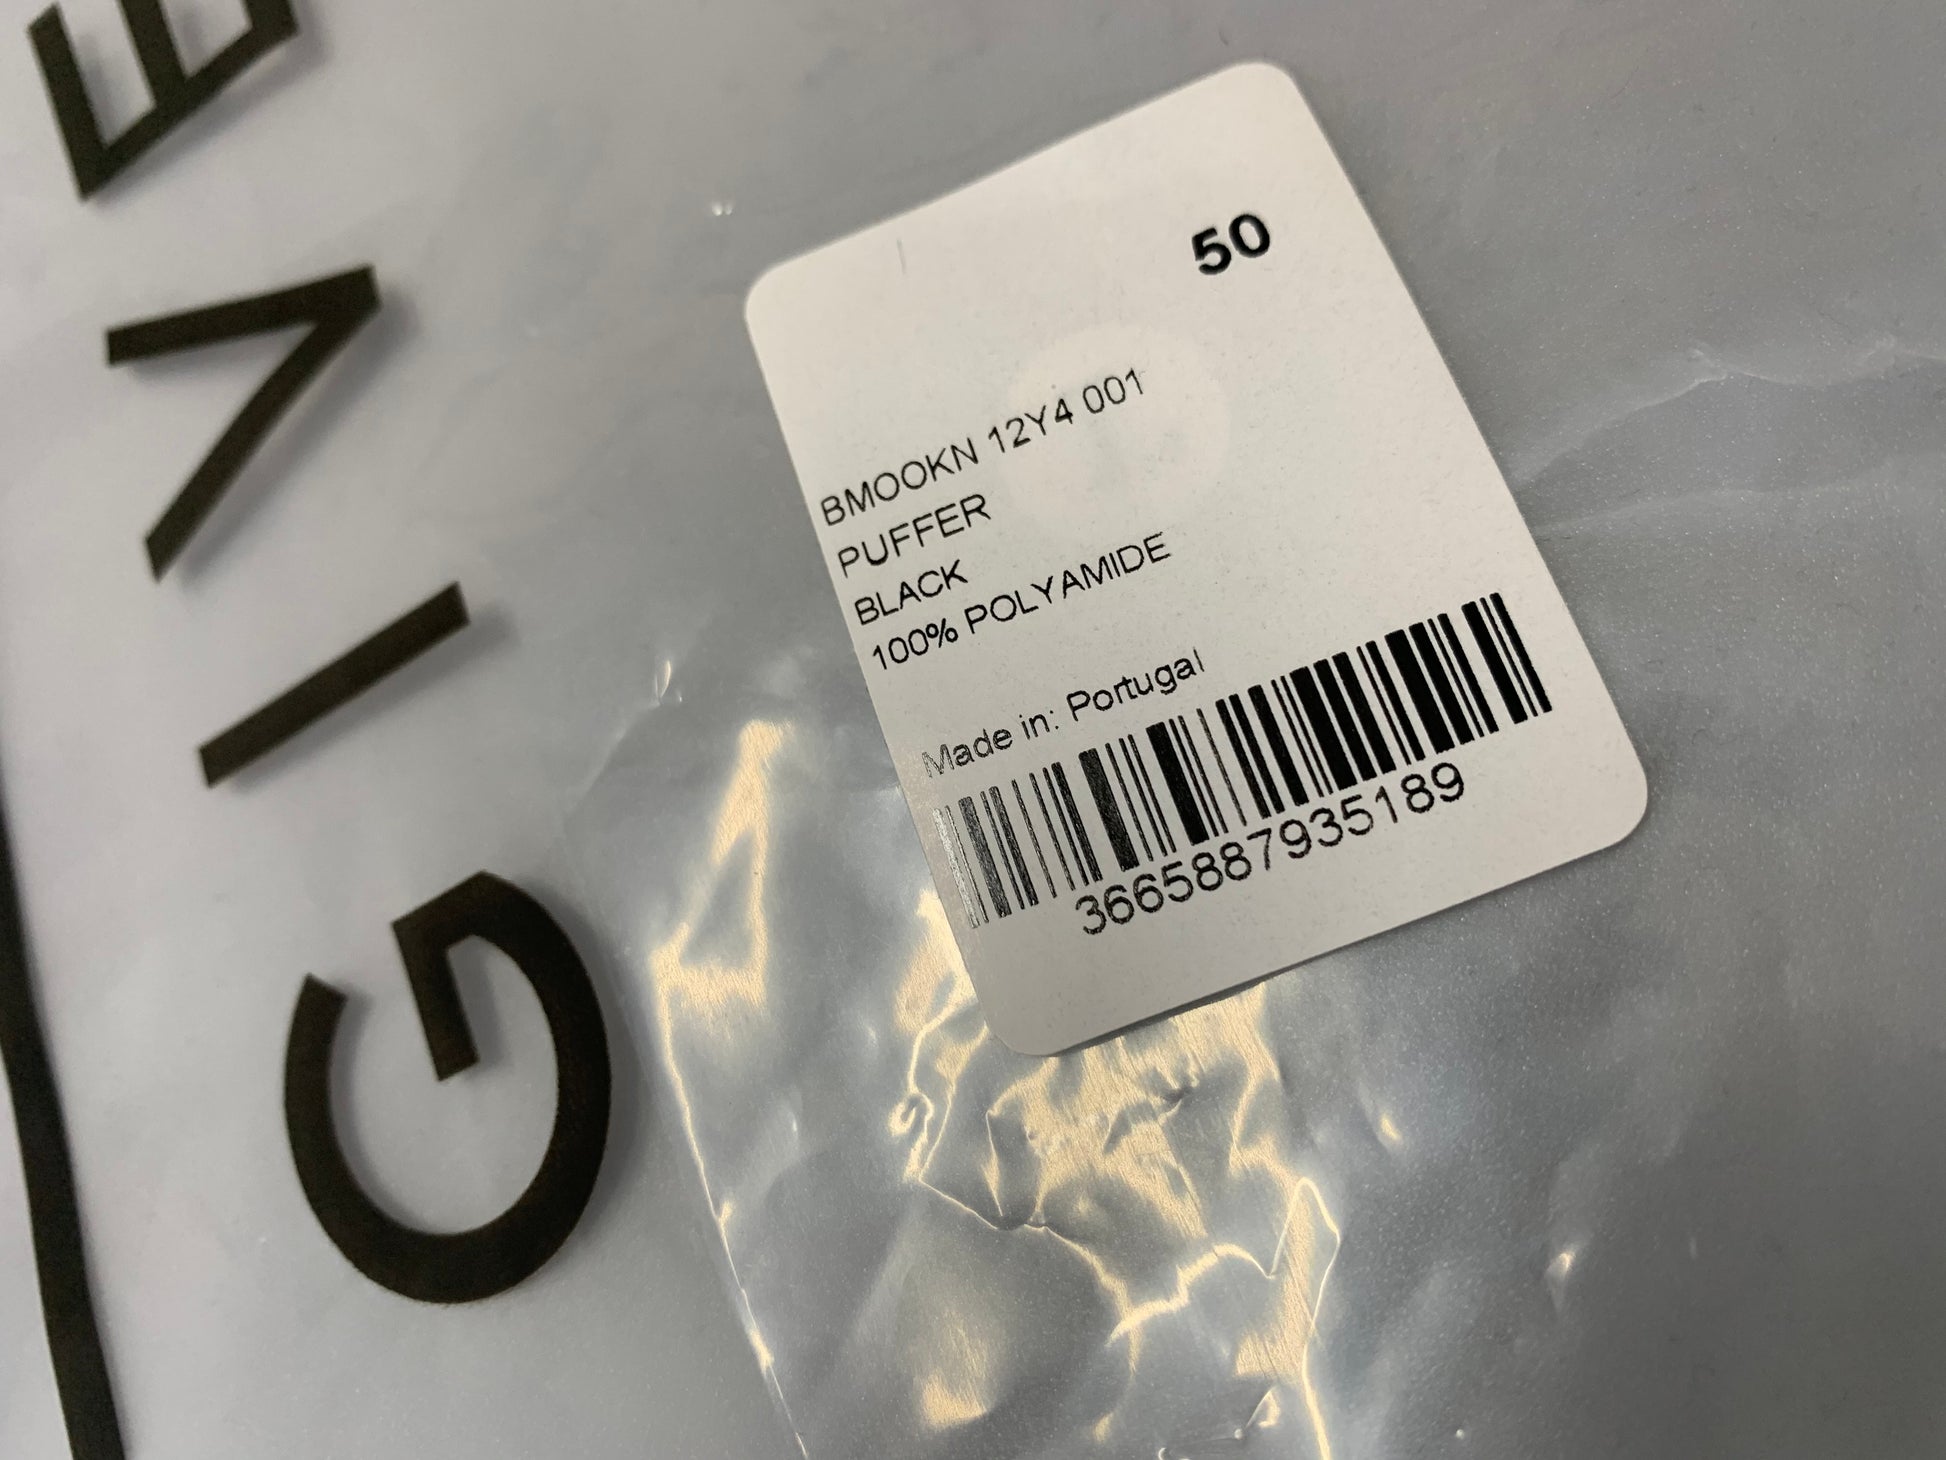 GIVE
50
BMOOKN 12Y4 001
PUFFER
BLACK
100% POLYAMIDE
Made in: Portugal
3665887935189